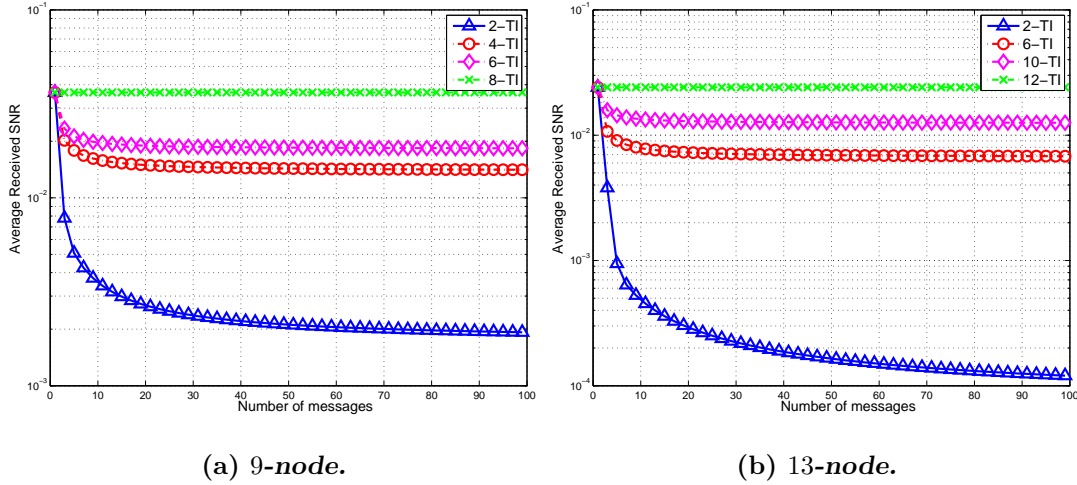 10⁻¹
10⁻²
10⁻³
0 10 20 30 40 50 60 70 80 90 100
Number of messages
Average Received SNR
2−TI
4−TI
6−TI
8−TI
(a) 9-node.
10⁻¹
10⁻²
10⁻³
10⁻⁴
0 10 20 30 40 50 60 70 80 90 100
Number of messages
Average Received SNR
2−TI
6−TI
10−TI
12−TI
(b) 13-node.